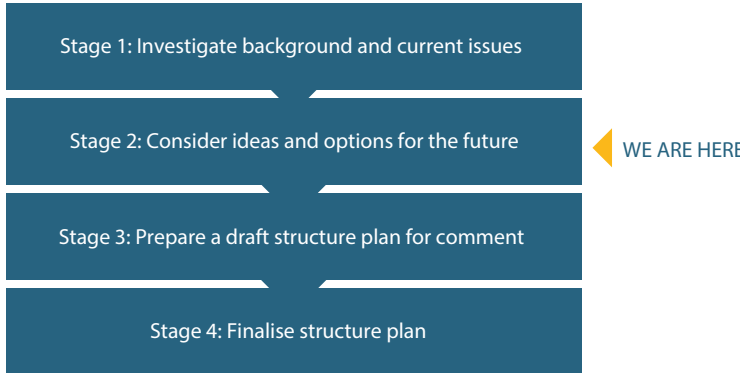 Stage 1: Investigate background and current issues
Stage 2: Consider ideas and options for the future
WE ARE HERE
Stage 3: Prepare a draft structure plan for comment
Stage 4: Finalise structure plan